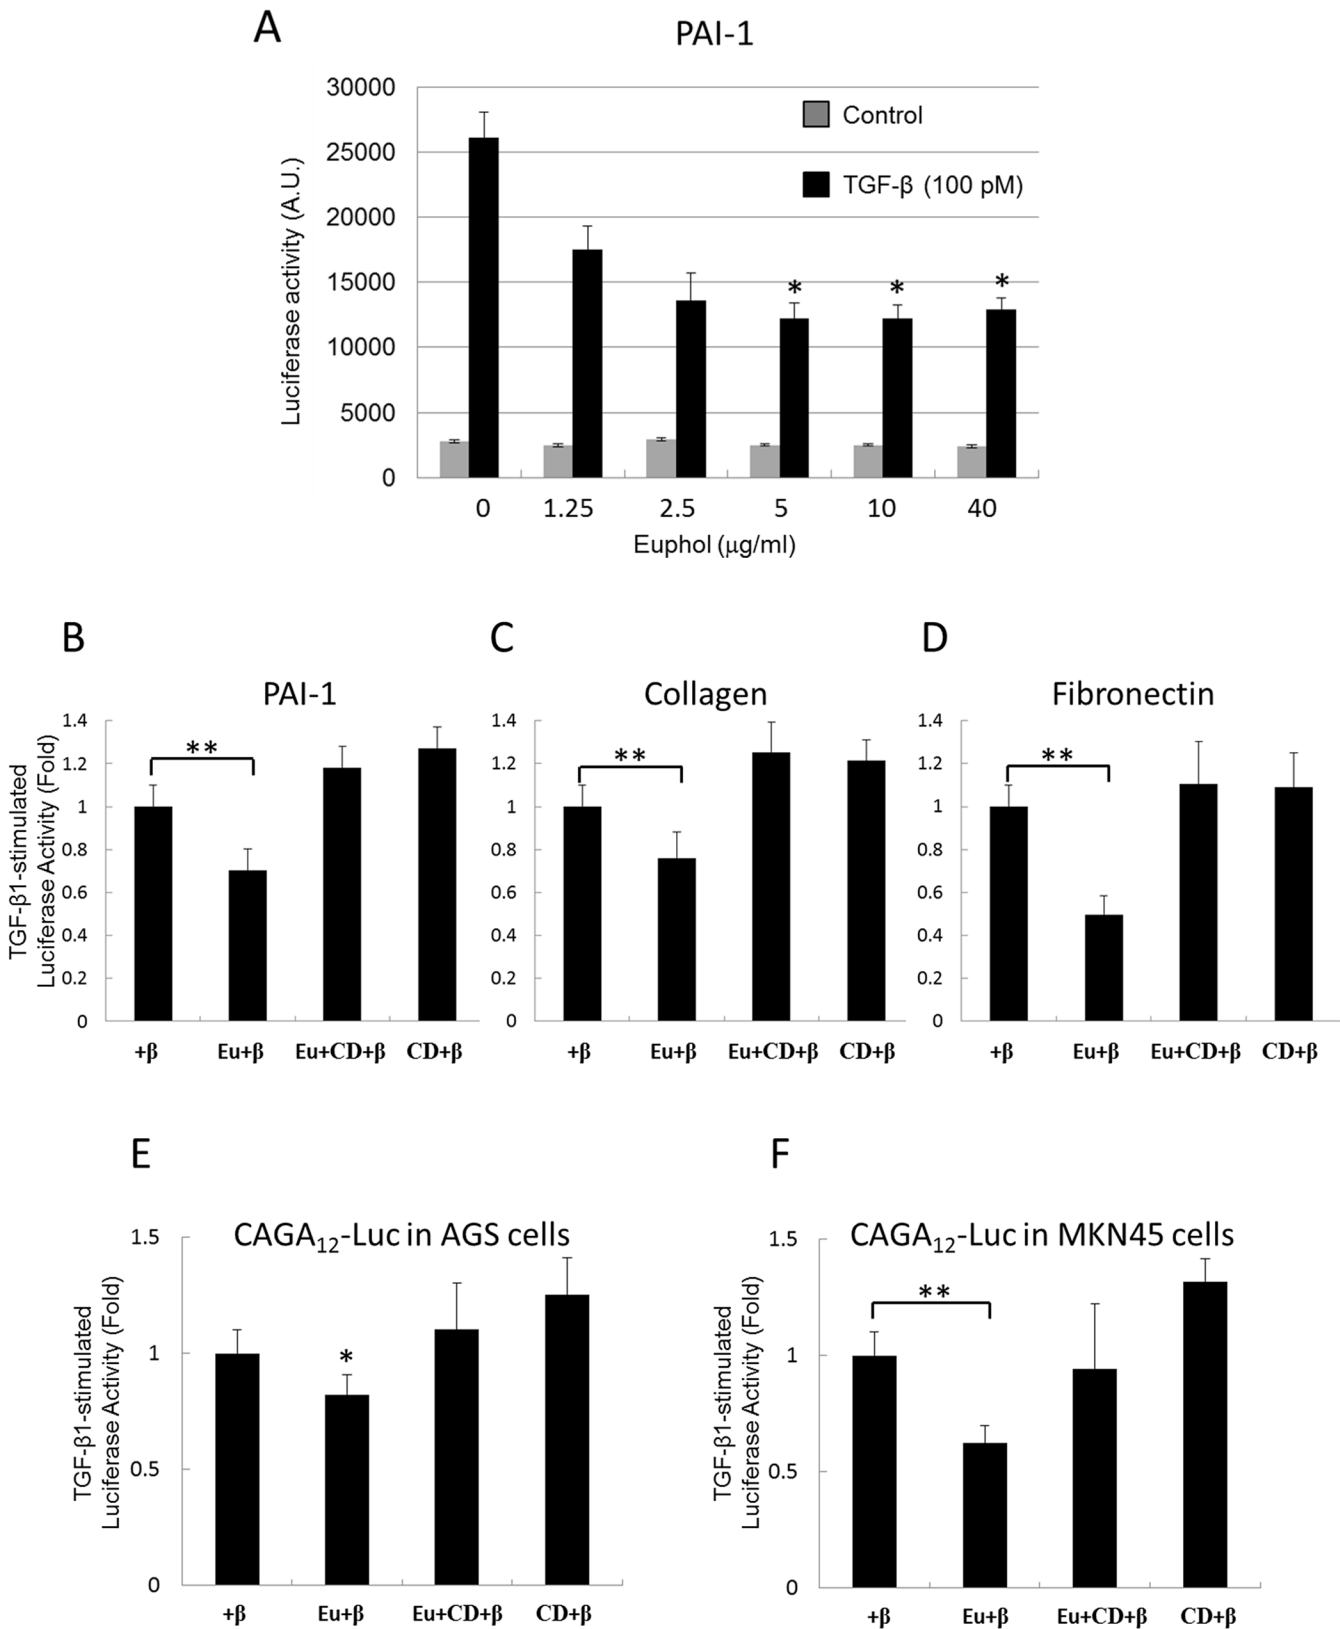 A
PAI-1
30000
25000
20000
15000
10000
5000
0
Luciferase activity (A.U.)
Control
TGF-β (100 pM)
*
*
*
0 1.25 2.5 5 10 40
Euphol (μg/ml)
B
PAI-1
TGF-β1-stimulated
Luciferase Activity (Fold)
1.4
1.2
1
0.8
0.6
0.4
0.2
0
**
+β Eu+β Eu+CD+β CD+β
C
Collagen
1.4
1.2
1
0.8
0.6
0.4
0.2
0
**
+β Eu+β Eu+CD+β CD+β
D
Fibronectin
1.4
1.2
1
0.8
0.6
0.4
0.2
0
**
+β Eu+β Eu+CD+β CD+β
E
CAGA12-Luc in AGS cells
TGF-β1-stimulated
Luciferase Activity (Fold)
1.5
1
0.5
0
*
+β Eu+β Eu+CD+β CD+β
F
CAGA12-Luc in MKN45 cells
TGF-β1-stimulated
Luciferase Activity (Fold)
1.5
1
0.5
0
**
+β Eu+β Eu+CD+β CD+β